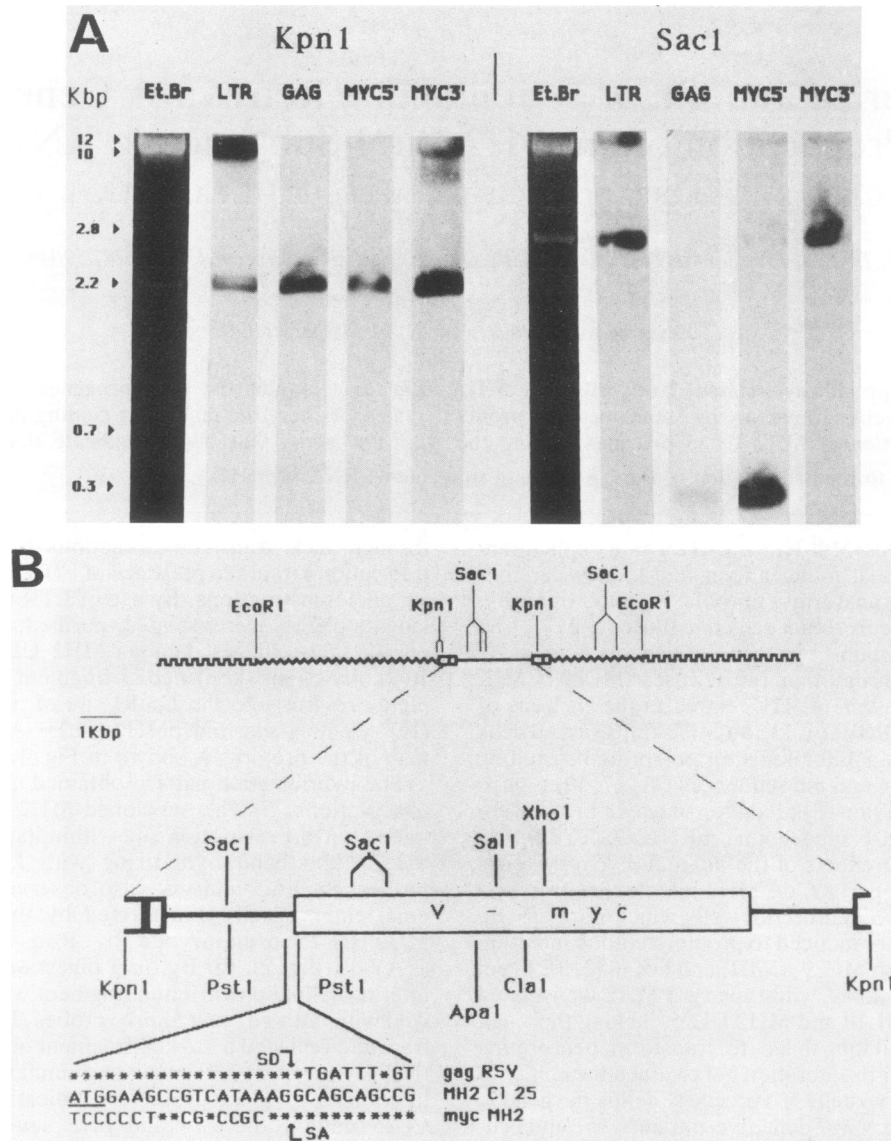 A
Kpn1 Sac1
Kbp Et.Br LTR GAG MYC5' MYC3' Et.Br LTR GAG MYC5' MYC3'
12
10
2.8
2.2
0.7
0.3
B
Sac1 Sac1
EcoR1 Kpn1 Kpn1 EcoR1
1Kbp
Xho1
Sac1 Sac1 Sal1
v - myc
Kpn1 Pst1 Pst1 Cla1 Kpn1
Apa1
SD
******************TGATTT*GT gag RSV
ATGGAAGCCGTCATAAAGGCAGCAGCCG MH2 Cl 25
TCCCCCT**CG*CCGC************* myc MH2
SA